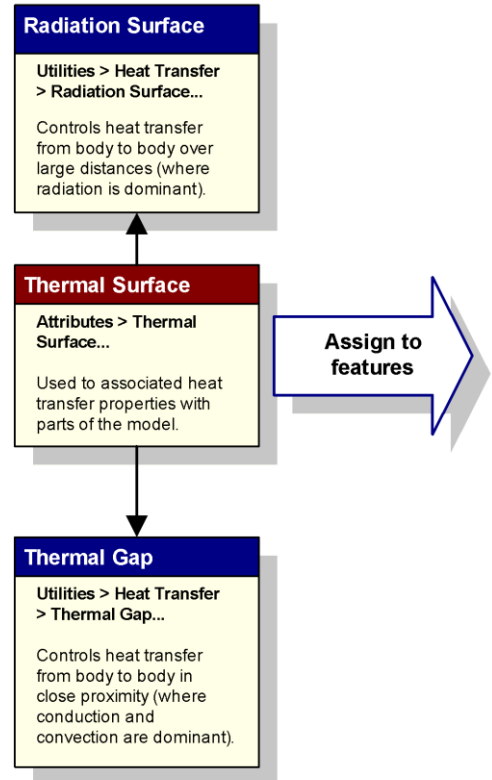 Radiation Surface
Utilities > Heat Transfer
> Radiation Surface...
Controls heat transfer
from body to body over
large distances (where
radiation is dominant).
Thermal Surface
Attributes > Thermal
Surface...
Used to associated heat
transfer properties with
parts of the model.
Assign to
features
Thermal Gap
Utilities > Heat Transfer
> Thermal Gap...
Controls heat transfer
from body to body in
close proximity (where
conduction and
convection are dominant).